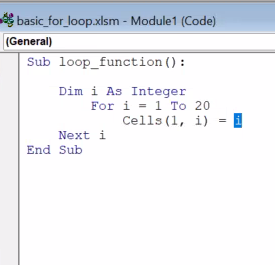 basic_for_loop.xlsm - Module1 (Code)
(General)
Sub loop_function():
Dim i As Integer
For i = 1 To 20
Cells(1, i) = i
Next i
End Sub